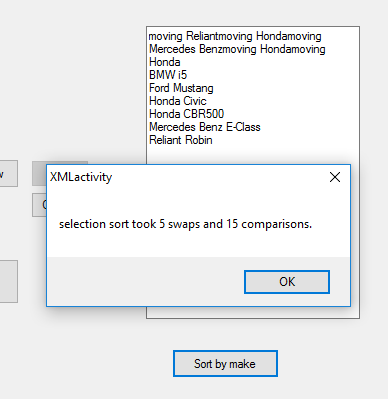 moving Reliantmoving Hondamoving
Mercedes Benzmoving Hondamoving
Honda
BMW i5
Ford Mustang
Honda Civic
Honda CBR500
Mercedes Benz E-Class
Reliant Robin
XMLactivity
selection sort took 5 swaps and 15 comparisons.
OK
Sort by make